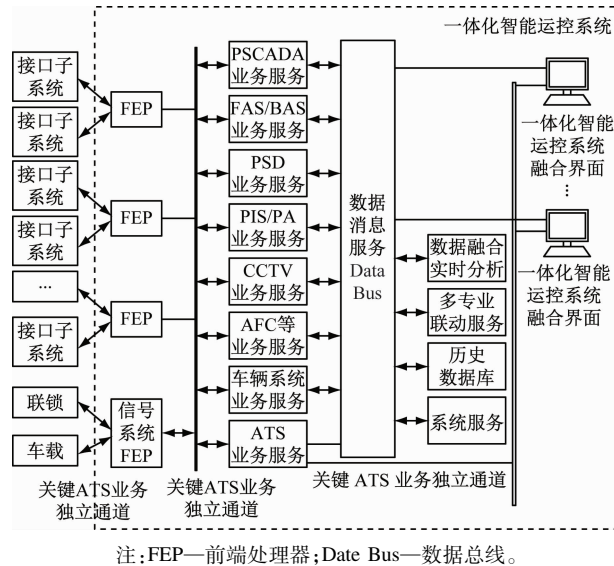 一体化智能运控系统
接口子
系统
接口子
系统
接口子
系统
接口子
系统
...
接口子
系统
联锁
车载
FEP
FEP
FEP
信号
系统
FEP
PSCADA
业务服务
FAS/BAS
业务服务
PSD
业务服务
PIS/PA
业务服务
CCTV
业务服务
AFC等
业务服务
车辆系统
业务服务
ATS
业务服务
数据
消息
服务
Data
Bus
数据融合
实时分析
多专业
联动服务
历史
数据库
系统服务
一体化智能
运控系统
融合界面
...
一体化智能
运控系统
融合界面
关键ATS业务
独立通道
关键ATS业务
独立通道
关键 ATS 业务独立通道
注:FEP—前端处理器;Date Bus—数据总线。